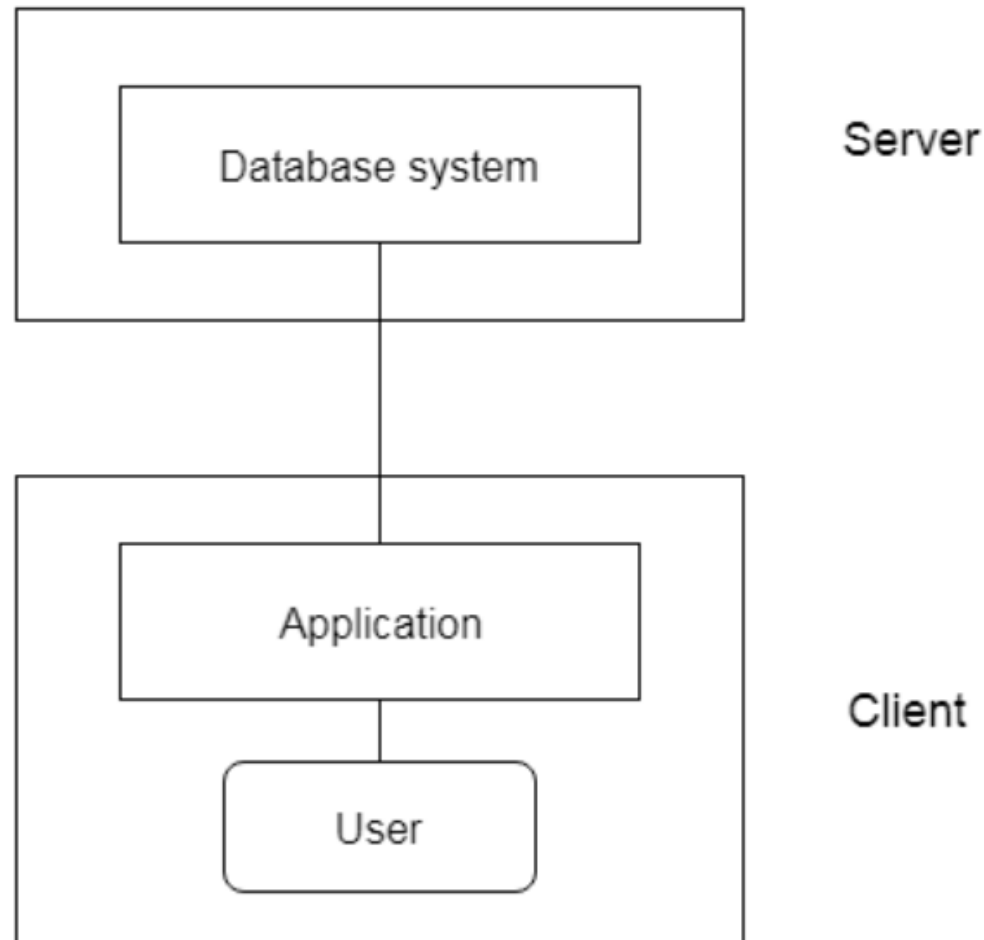 Database system
Server
Application
Client
User